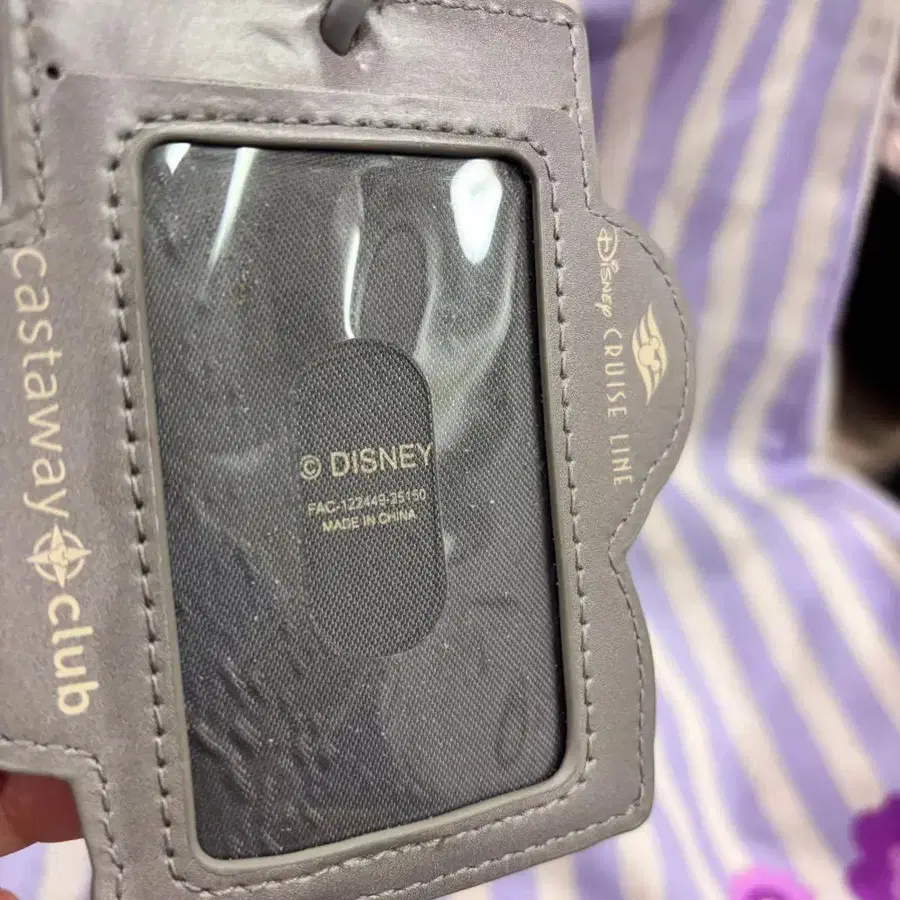 castaway club
DISNEY
CRUISE LINE
© DISNEY
FAC-122449-25150
MADE IN CHINA